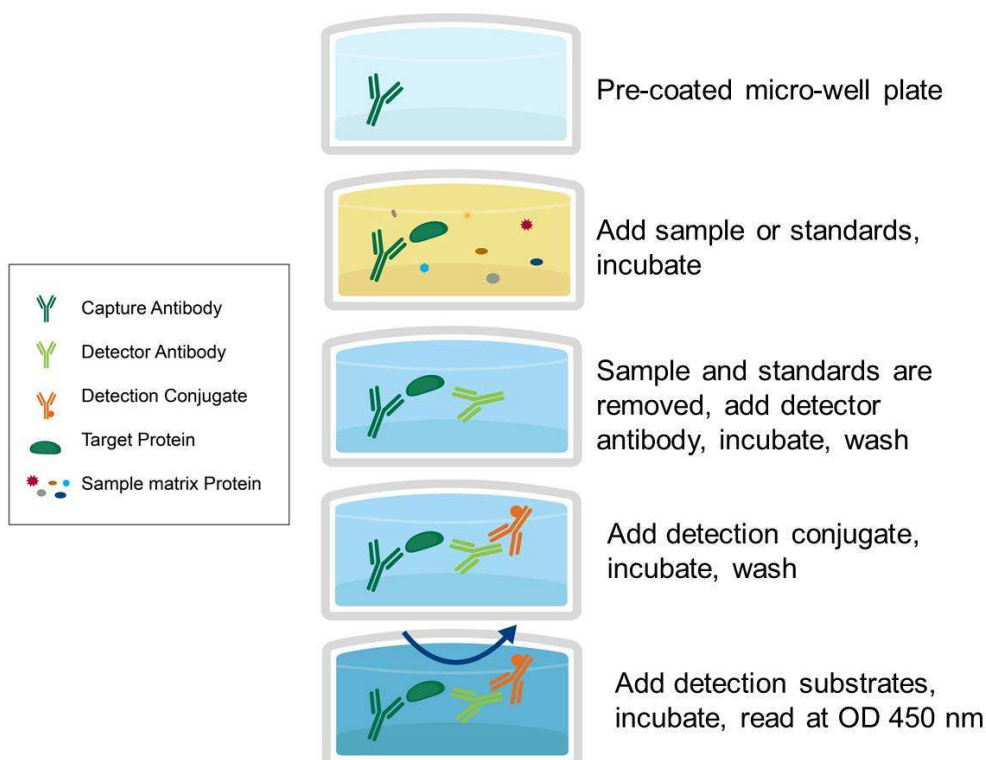 Pre-coated micro-well plate
Add sample or standards,
incubate
Capture Antibody
Detector Antibody
Detection Conjugate
Target Protein
Sample matrix Protein
Sample and standards are
removed, add detector
antibody, incubate, wash
Add detection conjugate,
incubate, wash
Add detection substrates,
incubate, read at OD 450 nm